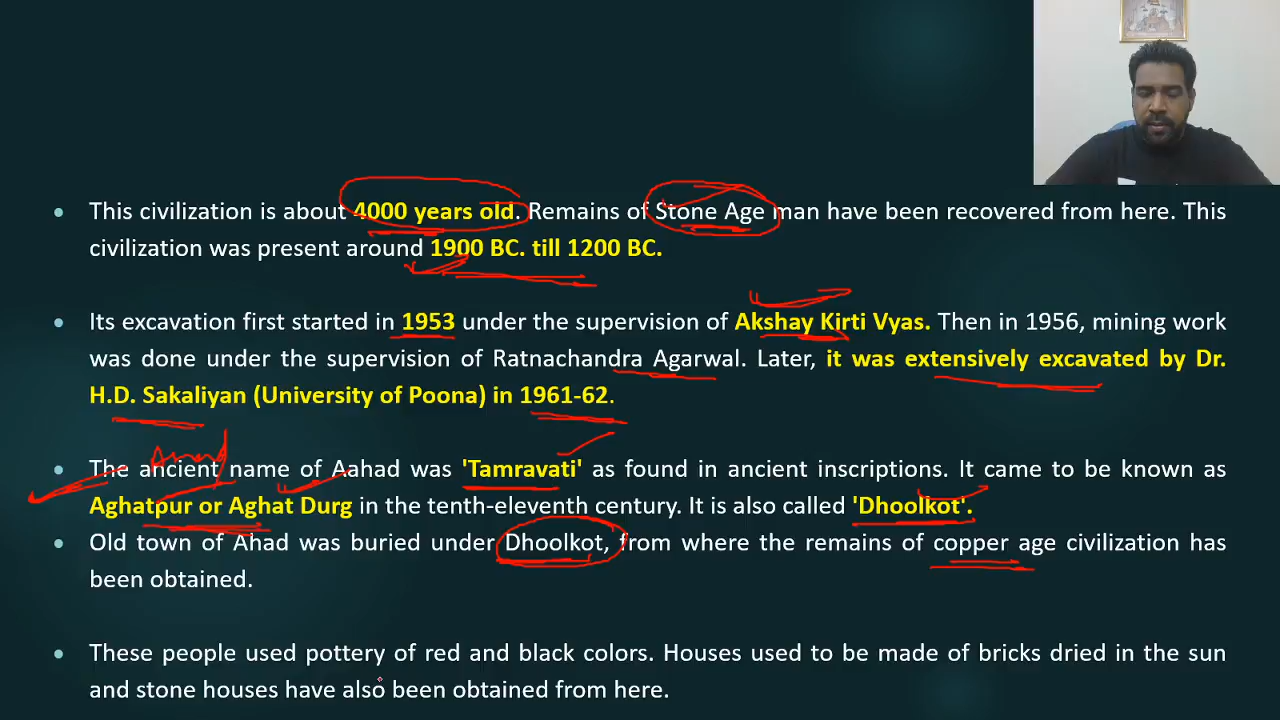 This civilization is about 4000 years old. Remains of Stone Age man have been recovered from here. This
civilization was present around 1900 BC. till 1200 BC.
Its excavation first started in 1953 under the supervision of Akshay Kirti Vyas. Then in 1956, mining work
was done under the supervision of Ratnachandra Agarwal. Later, it was extensively excavated by Dr.
H.D. Sakaliyan (University of Poona) in 1961-62.
The ancient name of Aahad was 'Tamravati' as found in ancient inscriptions. It came to be known as
Aghatpur or Aghat Durg in the tenth-eleventh century. It is also called 'Dhoolkot'.
Old town of Ahad was buried under Dhoolkot, from where the remains of copper age civilization has
been obtained.
These people used pottery of red and black colors. Houses used to be made of bricks dried in the sun
and stone houses have also been obtained from here.